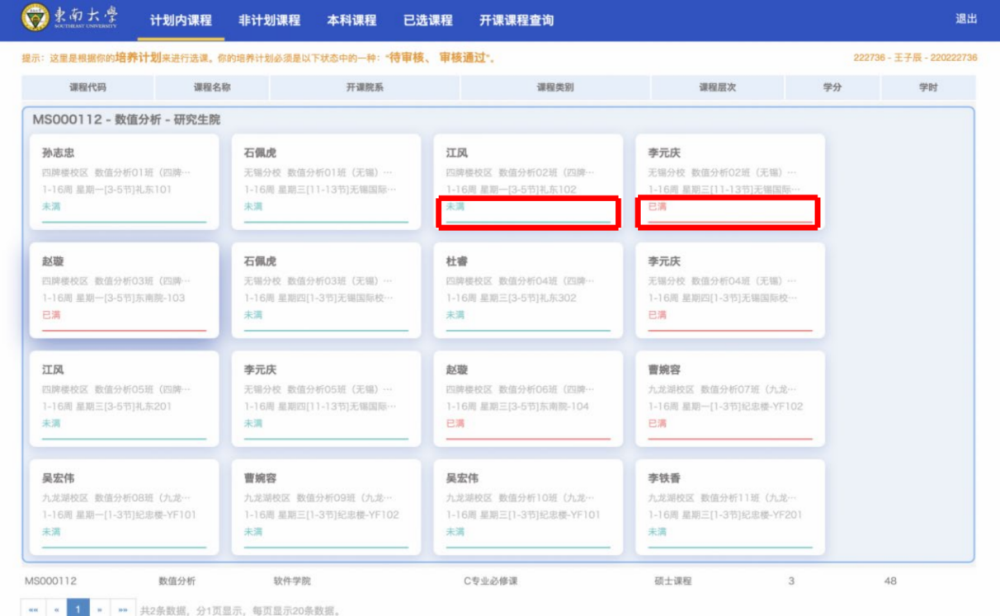 東南大學
SOUTHEAST UNIVERSITY
计划内课程 非计划课程 本科课程 已选课程 开课课程查询 退出
提示：这里是根据你的培养计划来进行选课。你的培养计划必须是以下状态中的一种：“待审核、 审核通过”。 222736 - 王子辰 - 220222736
课程代码 课程名称 开课院系 课程类别 课程层次 学分 学时
MS000112 - 数值分析 - 研究生院
孙志忠
四牌楼校区 数值分析01班（四牌…
1-16周 星期一[3-5节]礼东101
未满
石佩虎
无锡分校 数值分析01班（无锡）…
1-16周 星期三[11-13节]无锡国际…
未满
江风
四牌楼校区 数值分析02班（四牌…
1-16周 星期一[3-5节]礼东102
未满
李元庆
无锡分校 数值分析02班（无锡）…
1-16周 星期三[11-13节]无锡国际…
已满
赵璇
四牌楼校区 数值分析03班（四牌…
1-16周 星期一[3-5节]东南院-103
已满
石佩虎
无锡分校 数值分析03班（无锡）…
1-16周 星期四[1-3节]无锡国际校…
未满
杜睿
四牌楼校区 数值分析04班（四牌…
1-16周 星期三[3-5节]礼东302
未满
李元庆
无锡分校 数值分析04班（无锡）…
1-16周 星期四[1-3节]无锡国际校…
已满
江风
四牌楼校区 数值分析05班（四牌…
1-16周 星期三[3-5节]礼东201
未满
李元庆
无锡分校 数值分析05班（无锡）…
1-16周 星期四[11-13节]无锡国际…
未满
赵璇
四牌楼校区 数值分析06班（四牌…
1-16周 星期三[3-5节]东南院-104
已满
曹婉容
九龙湖校区 数值分析07班（九龙…
1-16周 星期一[1-3节]纪忠楼-YF102
已满
吴宏伟
九龙湖校区 数值分析08班（九龙…
1-16周 星期一[1-3节]纪忠楼-YF101
未满
曹婉容
九龙湖校区 数值分析09班（九龙…
1-16周 星期三[1-3节]纪忠楼-YF102
未满
吴宏伟
九龙湖校区 数值分析10班（九龙…
1-16周 星期三[1-3节]纪忠楼-YF101
未满
李铁香
九龙湖校区 数值分析11班（九龙…
1-16周 星期三[1-3节]纪忠楼-YF201
未满
MS000112 数值分析 软件学院 C专业必修课 硕士课程 3 48
«« « 1 » »» 共2条数据，分1页显示，每页显示20条数据。